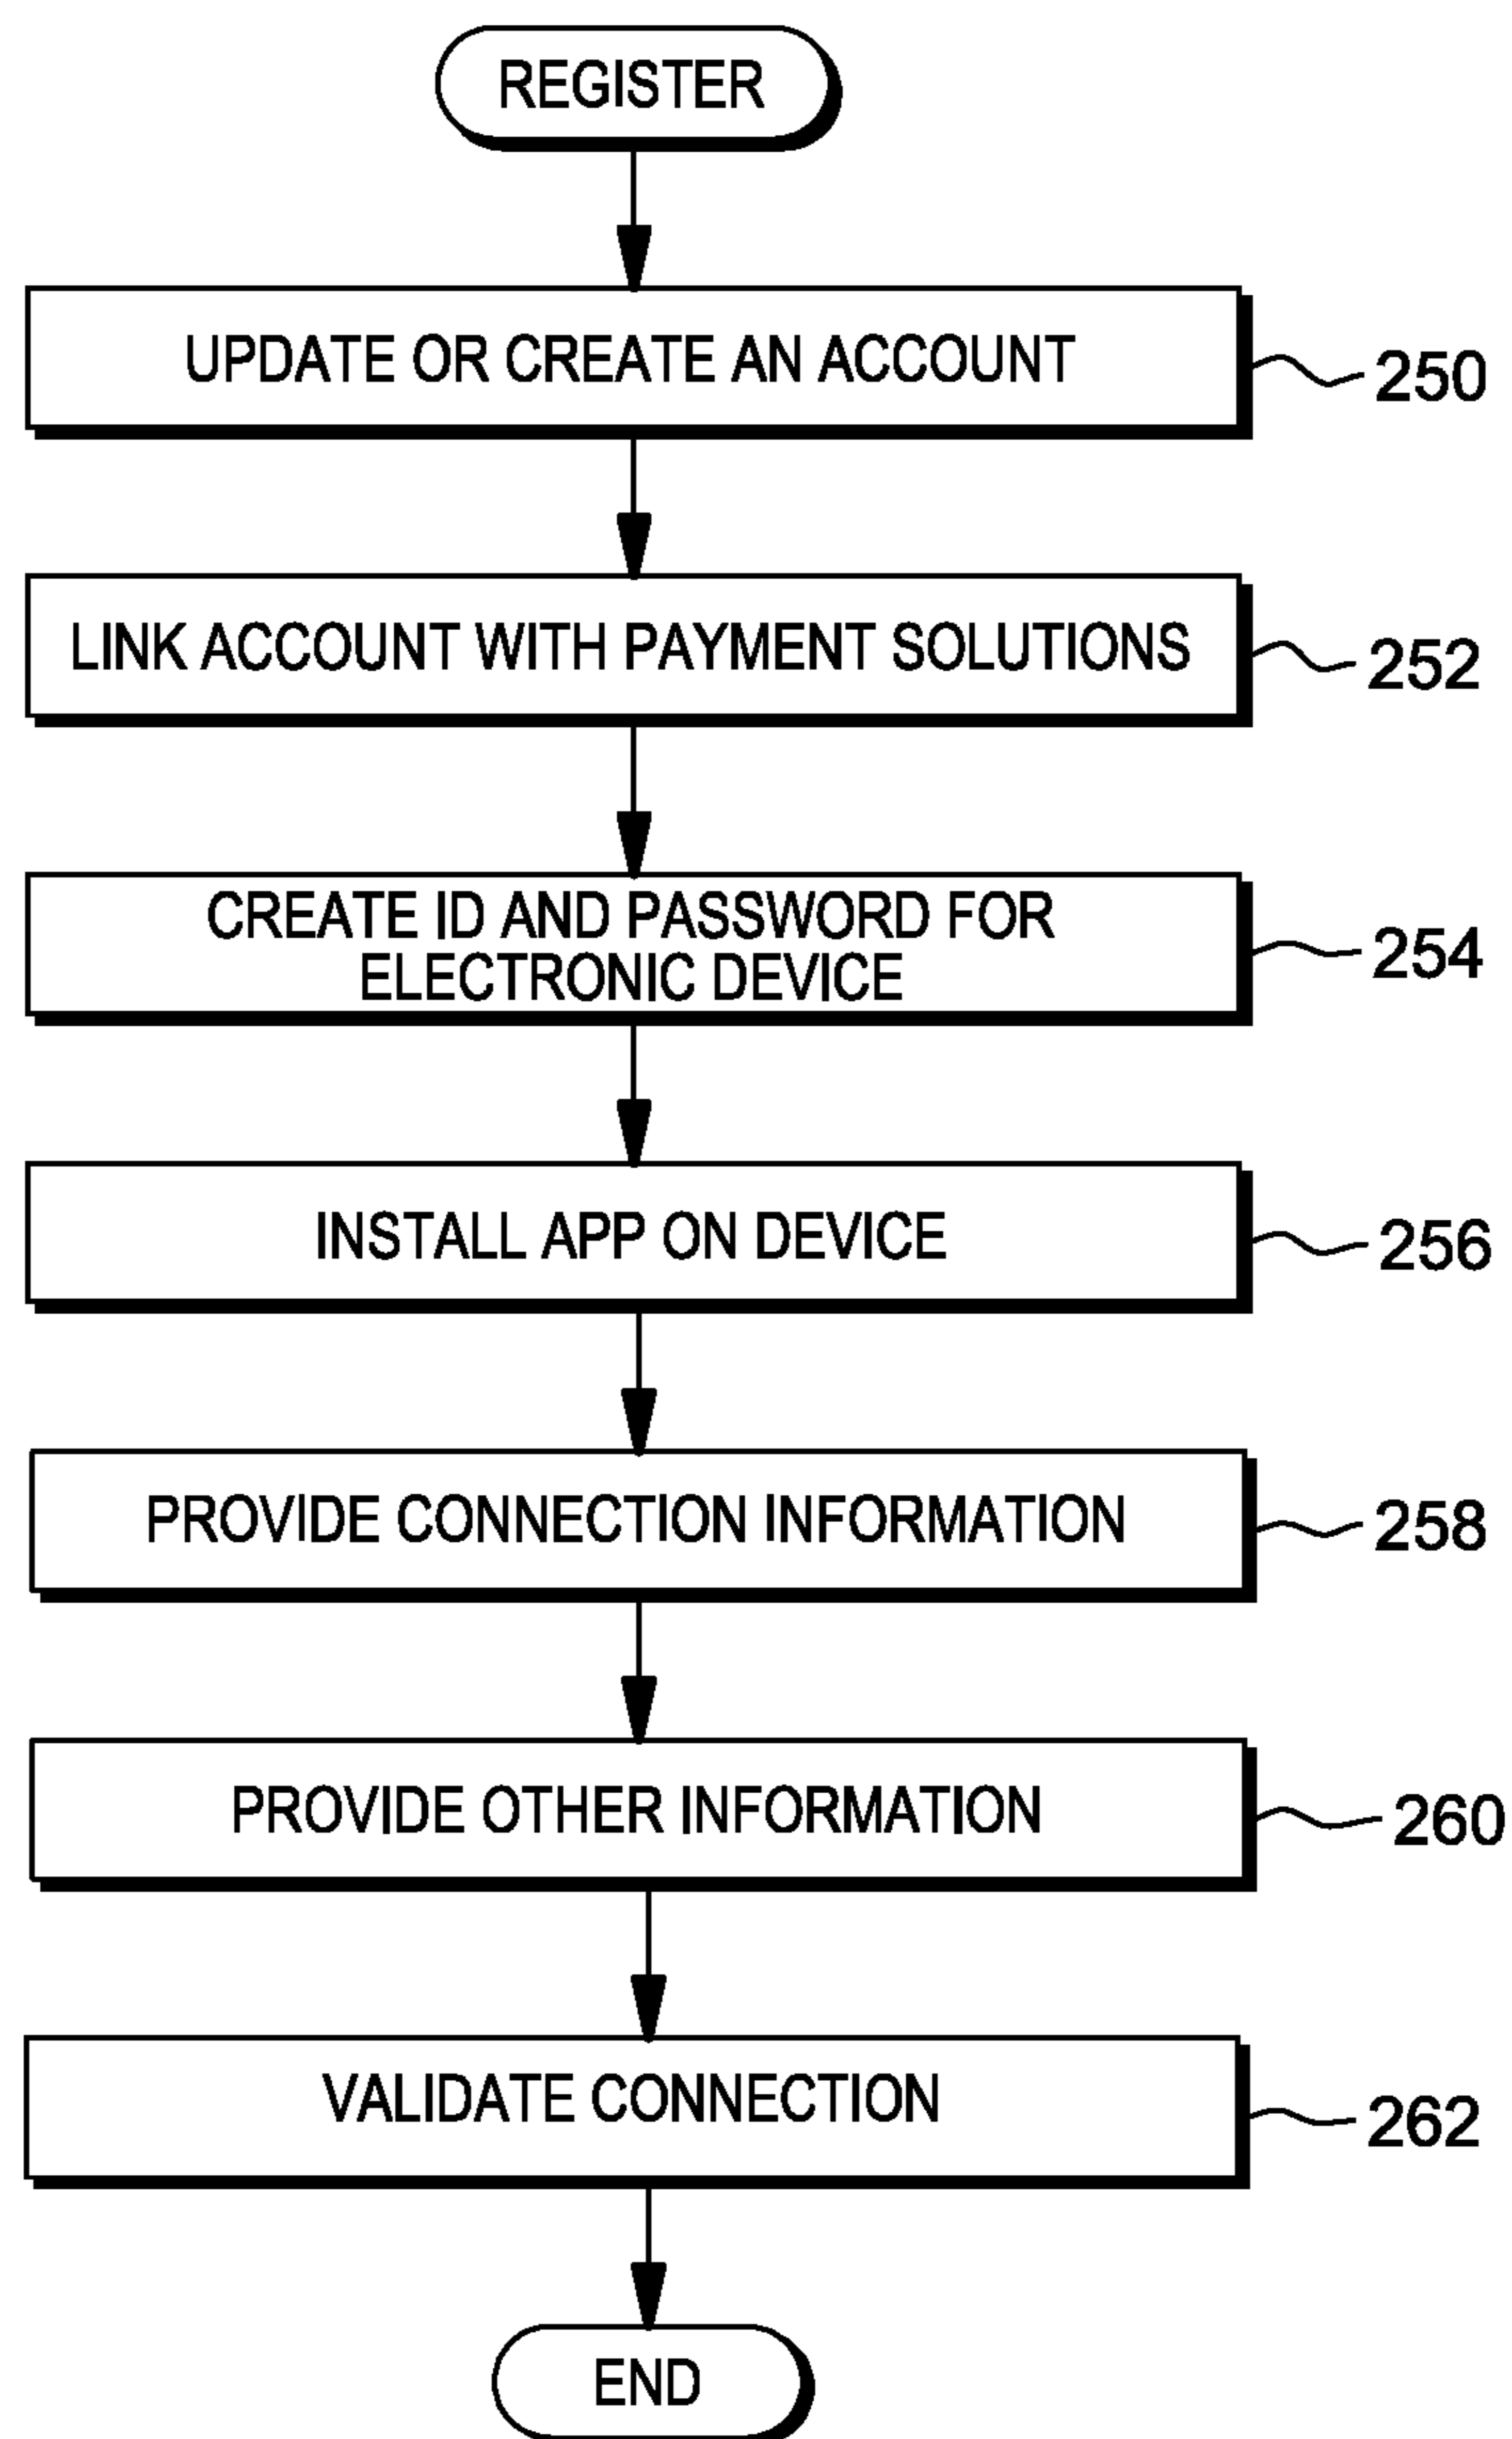 REGISTER
UPDATE OR CREATE AN ACCOUNT
250
LINK ACCOUNT WITH PAYMENT SOLUTIONS
252
CREATE ID AND PASSWORD FOR
ELECTRONIC DEVICE
254
INSTALL APP ON DEVICE
256
PROVIDE CONNECTION INFORMATION
258
PROVIDE OTHER INFORMATION
260
VALIDATE CONNECTION
262
END